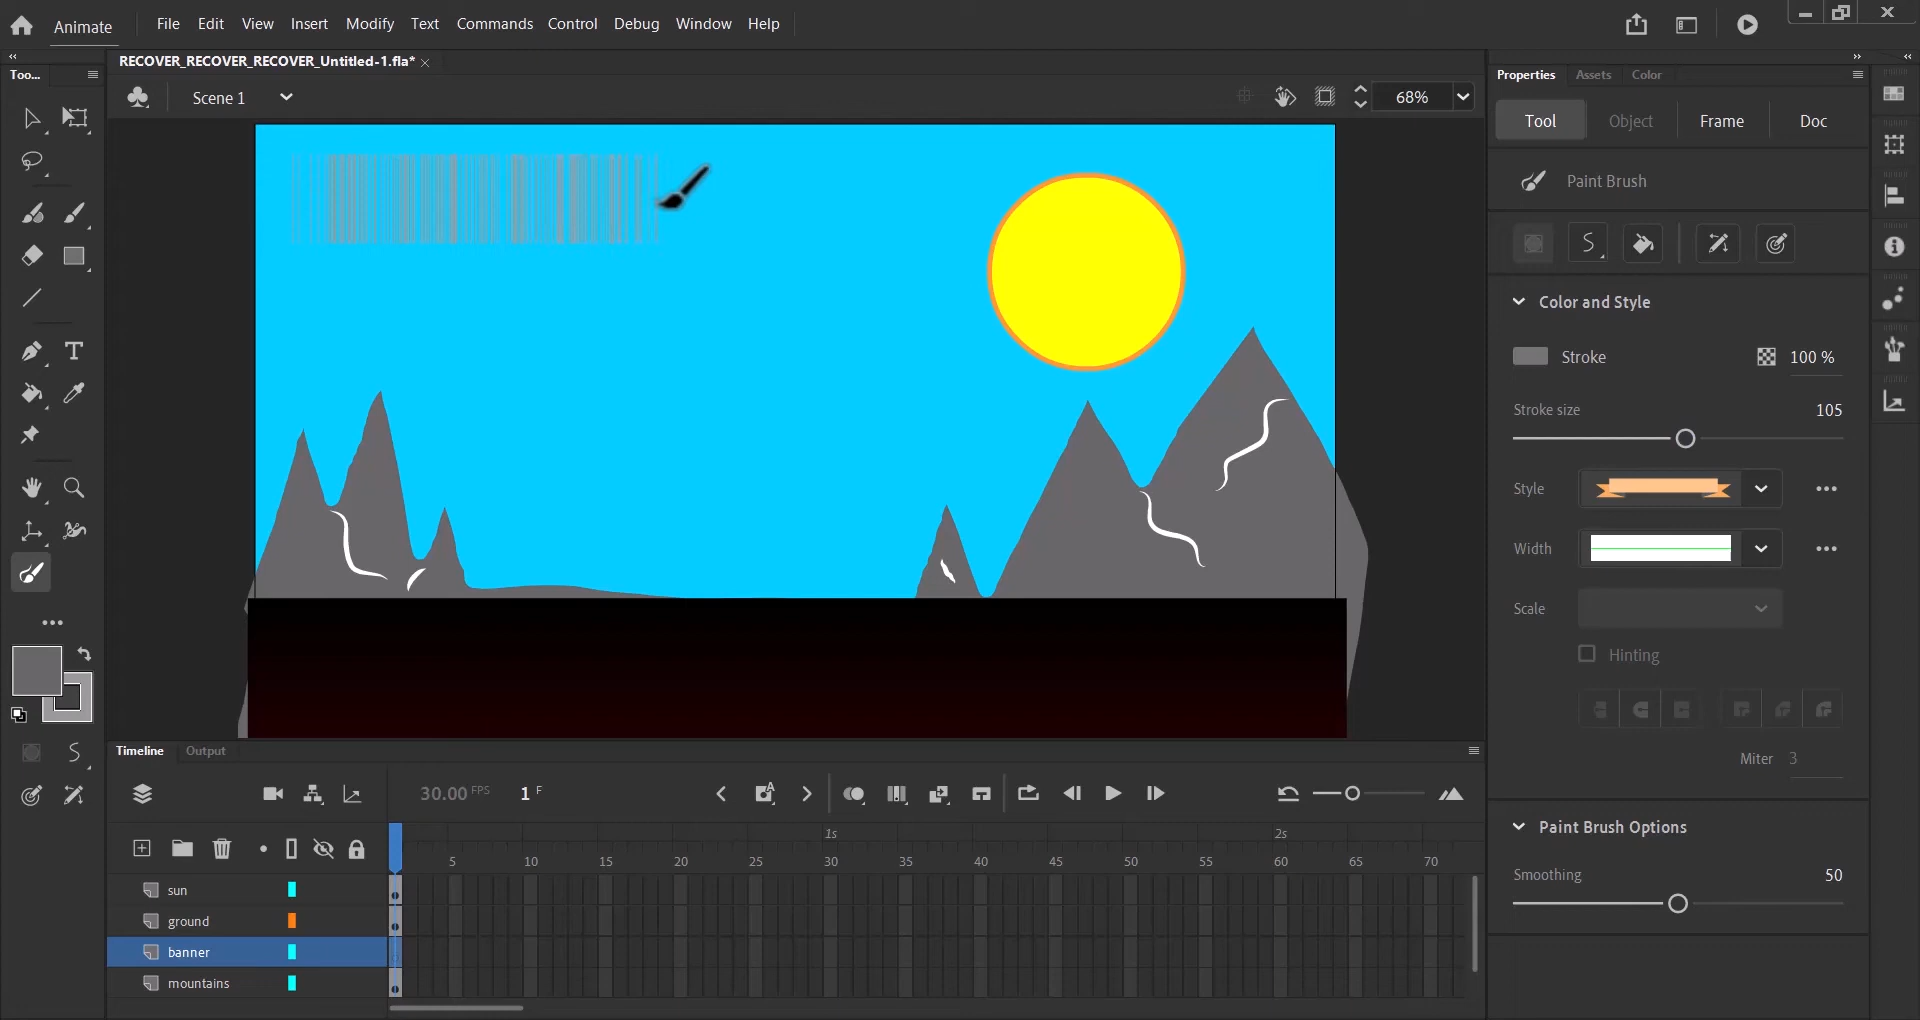 Animate File Edit View Insert Modify Text Commands Control Debug Window Help
RECOVER_RECOVER_RECOVER_Untitled-1.fla*
Too...
Scene 1
68%
Properties Assets Color
Tool Object Frame Doc
Paint Brush
Color and Style
Stroke 100 %
Stroke size 105
Style
Width
Scale
Hinting
Miter 3
Paint Brush Options
Smoothing 50
Timeline Output
30.00 FPS 1 F
1s 2s
5 10 15 20 25 30 35 40 45 50 55 60 65 70
sun
ground
banner
mountains